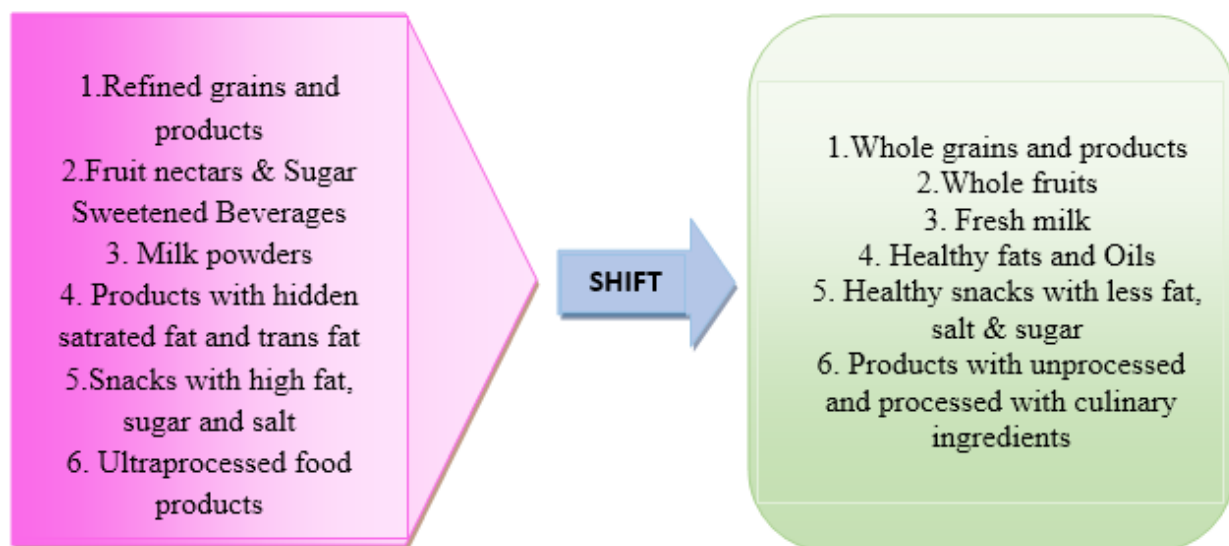 1.Refined grains and
products
2.Fruit nectars & Sugar
Sweetened Beverages
3. Milk powders
4. Products with hidden
satrated fat and trans fat
5.Snacks with high fat,
sugar and salt
6. Ultraprocessed food
products
SHIFT
1.Whole grains and products
2.Whole fruits
3. Fresh milk
4. Healthy fats and Oils
5. Healthy snacks with less fat,
salt & sugar
6. Products with unprocessed
and processed with culinary
ingredients